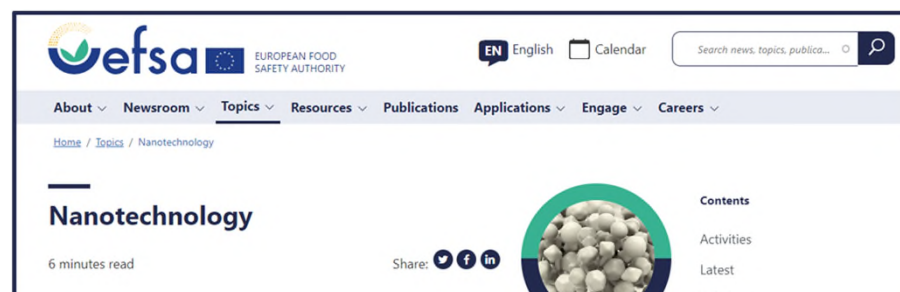 efsa
EUROPEAN FOOD
SAFETY AUTHORITY
EN English Calendar
Search news, topics, publica...
About Newsroom Topics Resources Publications Applications Engage Careers
Home / Topics / Nanotechnology
Nanotechnology
6 minutes read
Share:
Contents
Activities
Latest